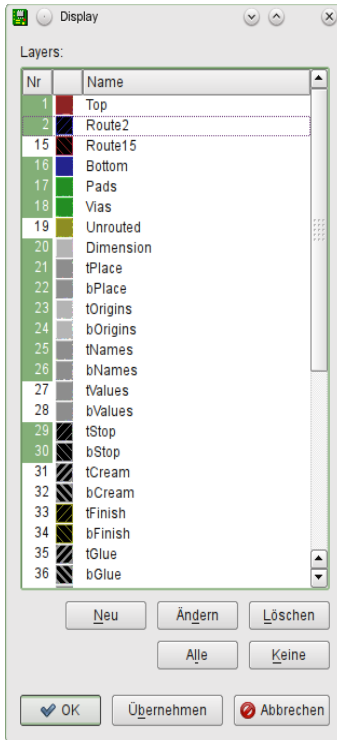 Display
Layers:
Nr Name
1 Top
2 Route2
15 Route15
16 Bottom
17 Pads
18 Vias
19 Unrouted
20 Dimension
21 tPlace
22 bPlace
23 tOrigins
24 bOrigins
25 tNames
26 bNames
27 tValues
28 bValues
29 tStop
30 bStop
31 tCream
32 bCream
33 tFinish
34 bFinish
35 tGlue
36 bGlue
Neu Ändern Löschen
Alle Keine
OK Übernehmen Abbrechen